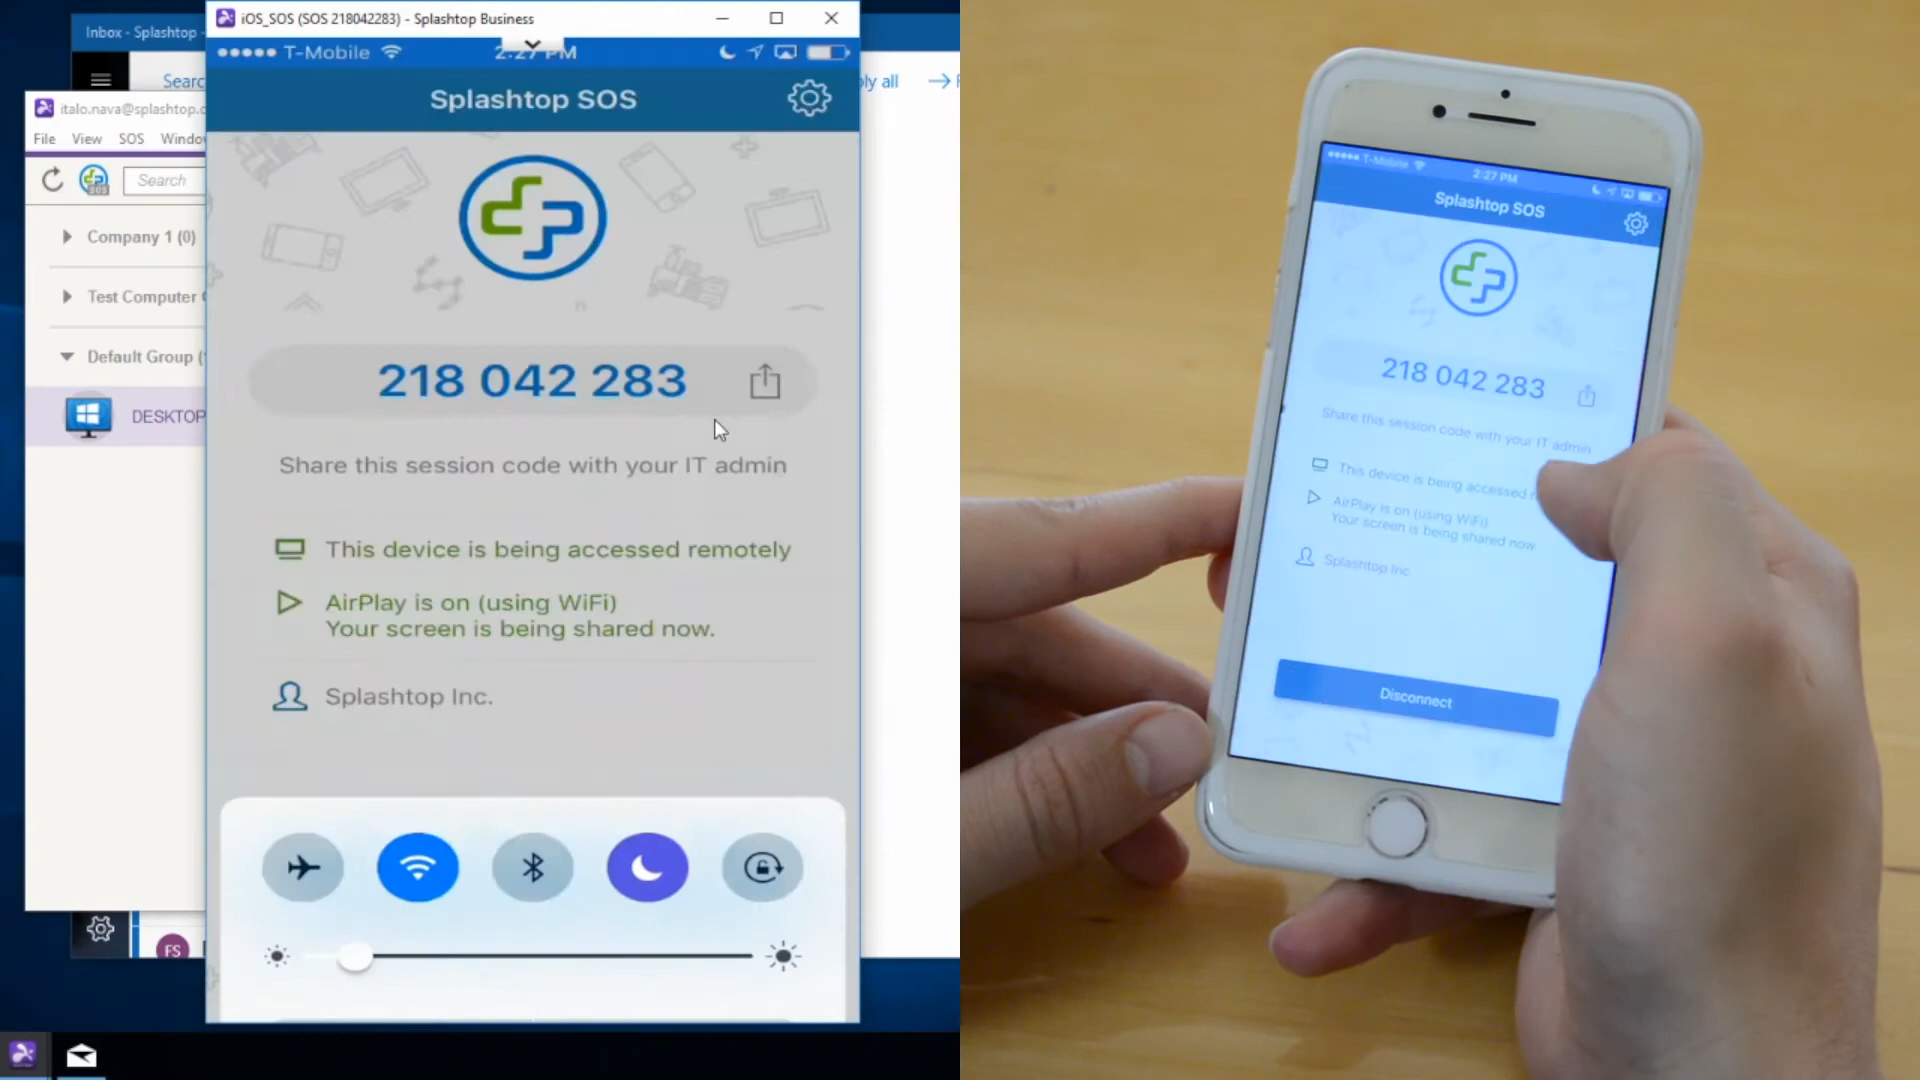 Inbox - Splashtop -
iOS_SOS (SOS 218042283) - Splashtop Business
Searc
ply all
italo.nava@splashtop.c
File View SOS Windo
SOS
Search
Company 1 (0)
Test Computer
Default Group (
DESKTOP
FS
T-Mobile
2:27 PM
Splashtop SOS
218 042 283
Share this session code with your IT admin
This device is being accessed remotely
AirPlay is on (using WiFi)
Your screen is being shared now.
Splashtop Inc.
T-Mobile
2:27 PM
Splashtop SOS
218 042 283
Share this session code with your IT admin
This device is being accessed
AirPlay is on (using WiFi)
Your screen is being shared now
Splashtop Inc
Disconnect